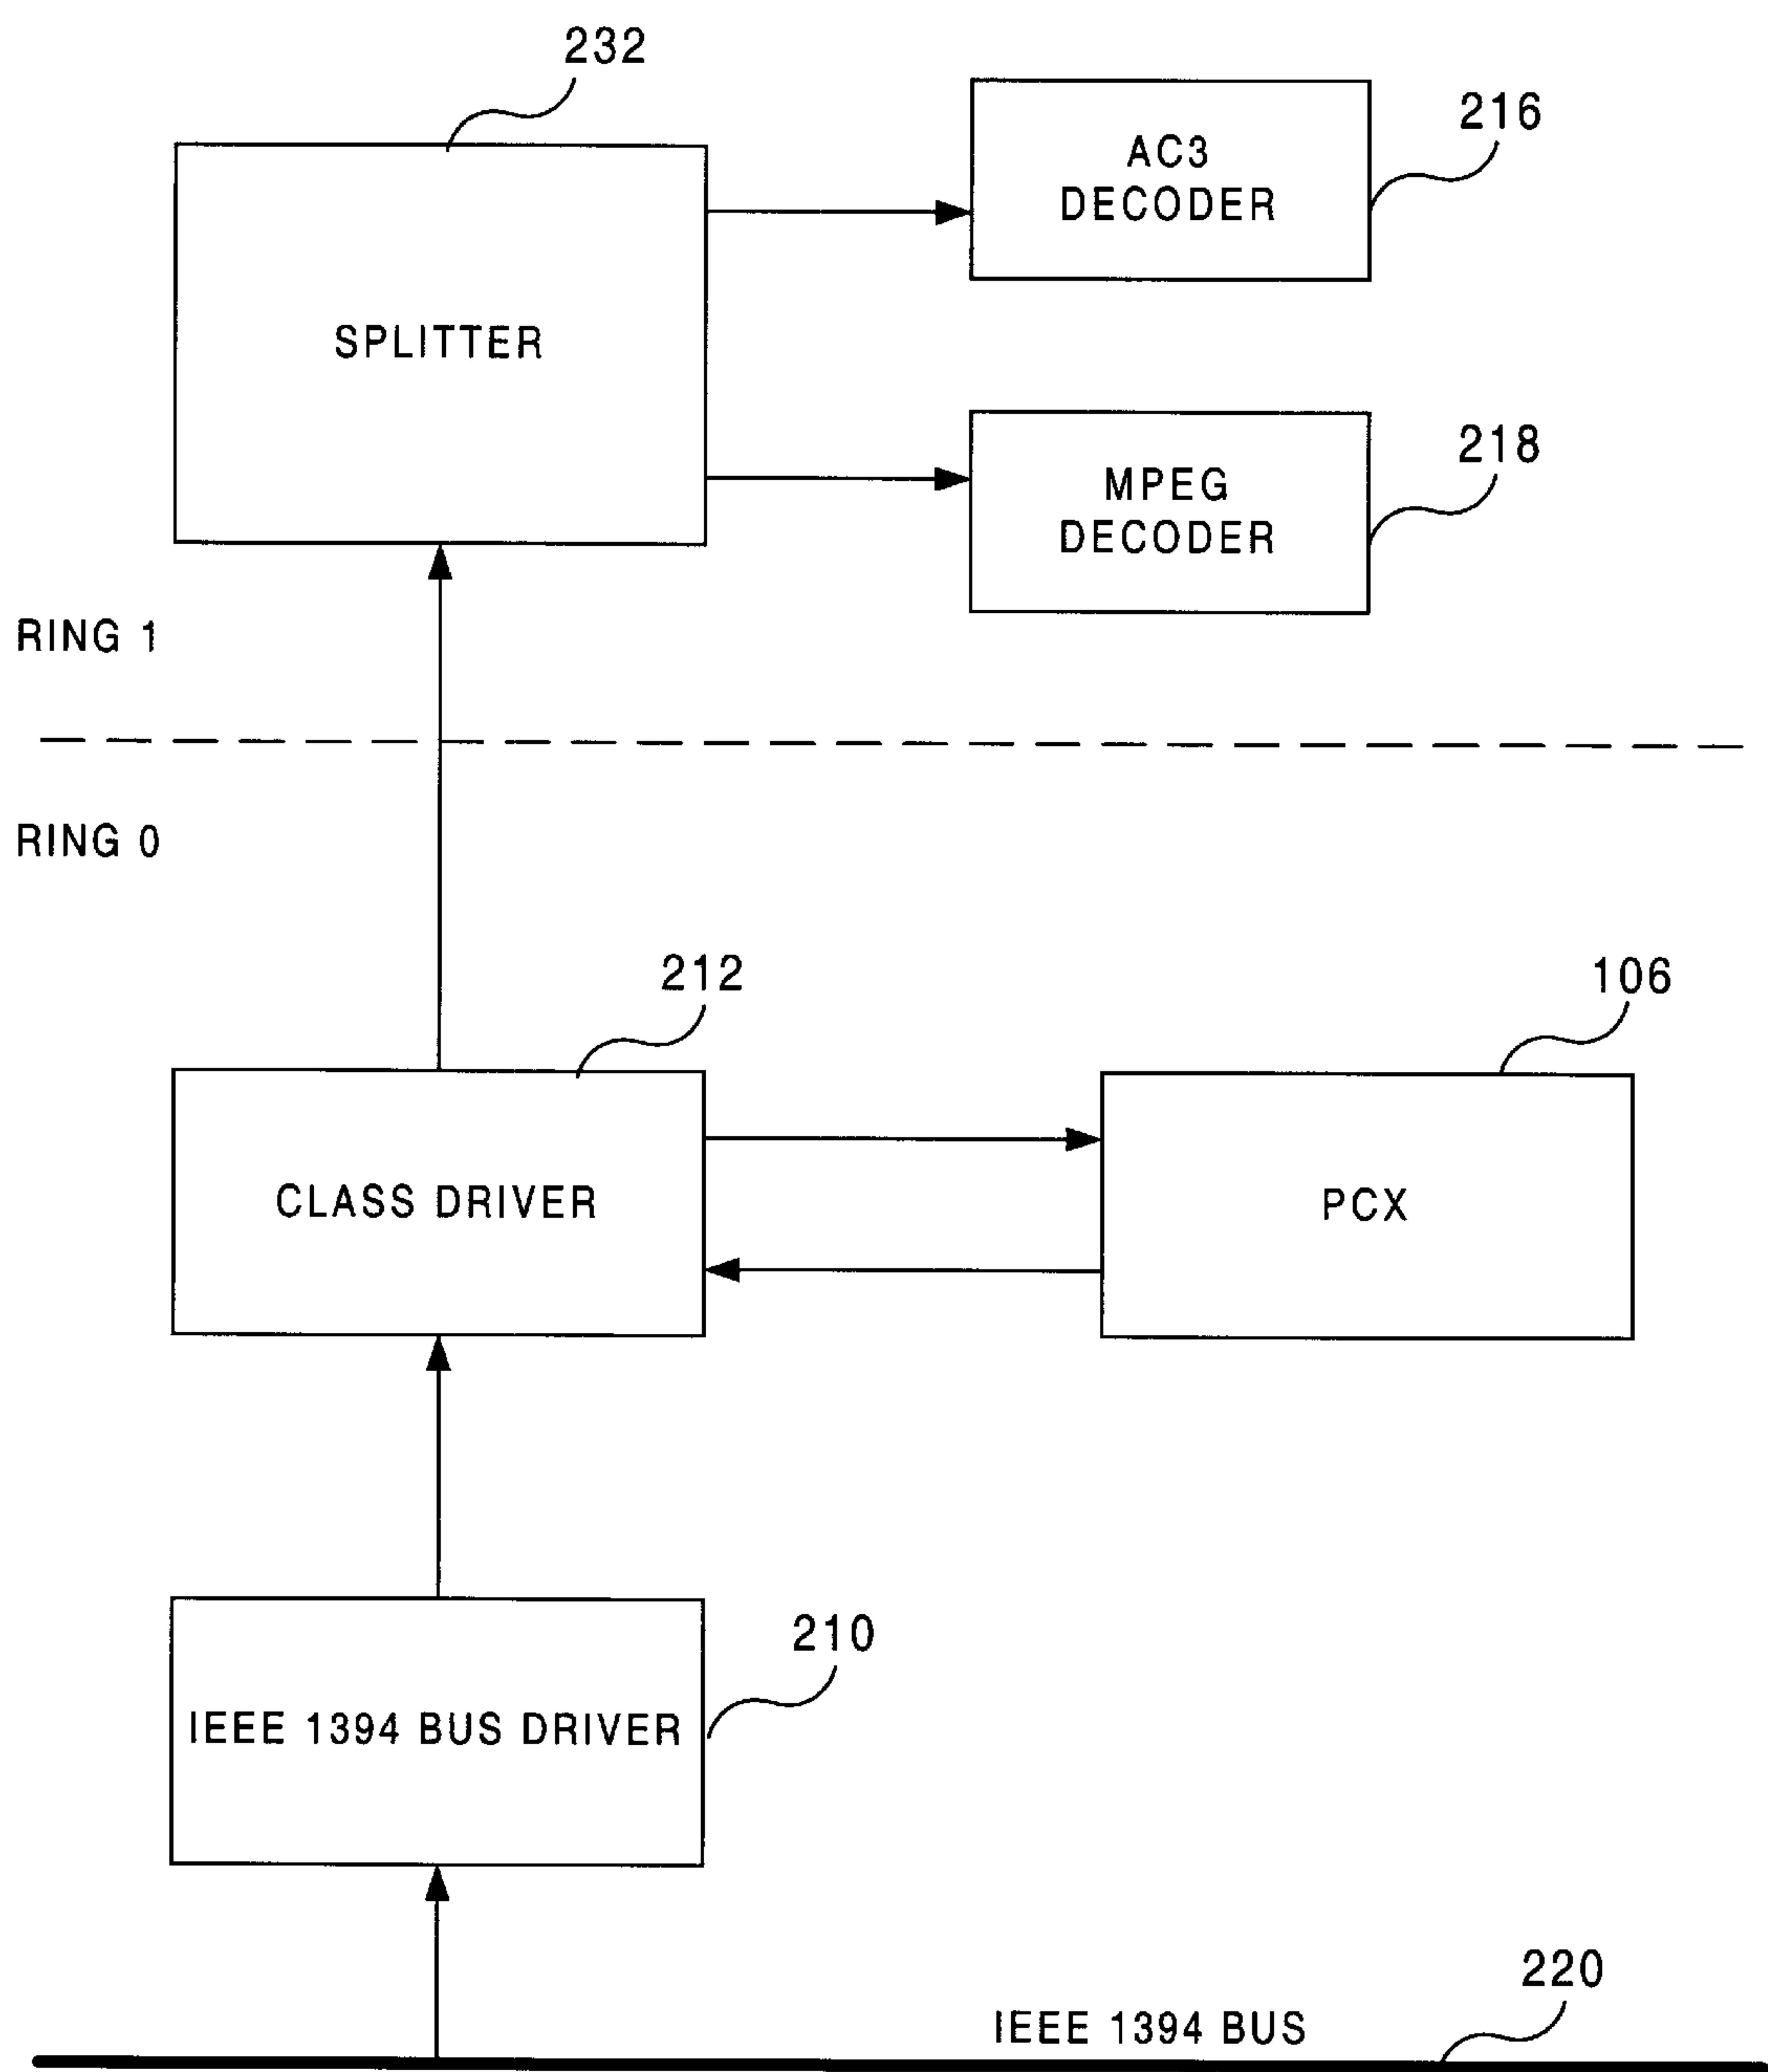 232
216
AC3
DECODER
SPLITTER
218
MPEG
DECODER
RING 1
RING 0
212
106
CLASS DRIVER
PCX
210
IEEE 1394 BUS DRIVER
220
IEEE 1394 BUS